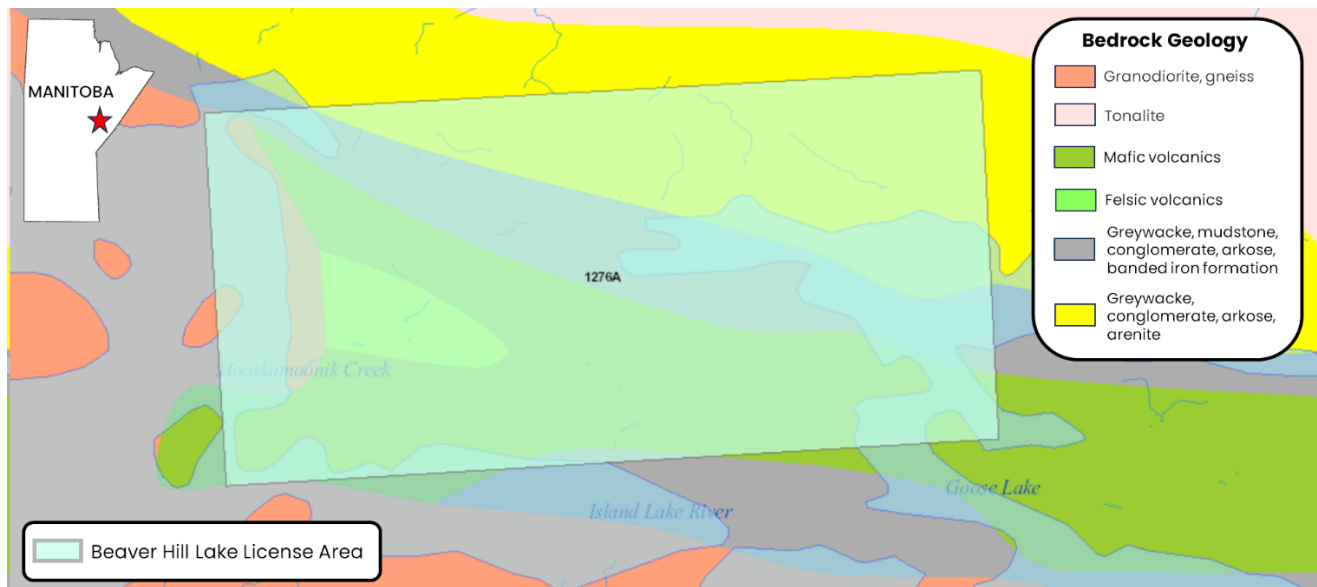 MANITOBA
Bedrock Geology
Granodiorite, gneiss
Tonalite
Mafic volcanics
Felsic volcanics
Greywacke, mudstone,
conglomerate, arkose,
banded iron formation
Greywacke,
conglomerate, arkose,
arenite
1276A
Mooskamoonik Creek
Goose Lake
Island Lake River
Beaver Hill Lake License Area